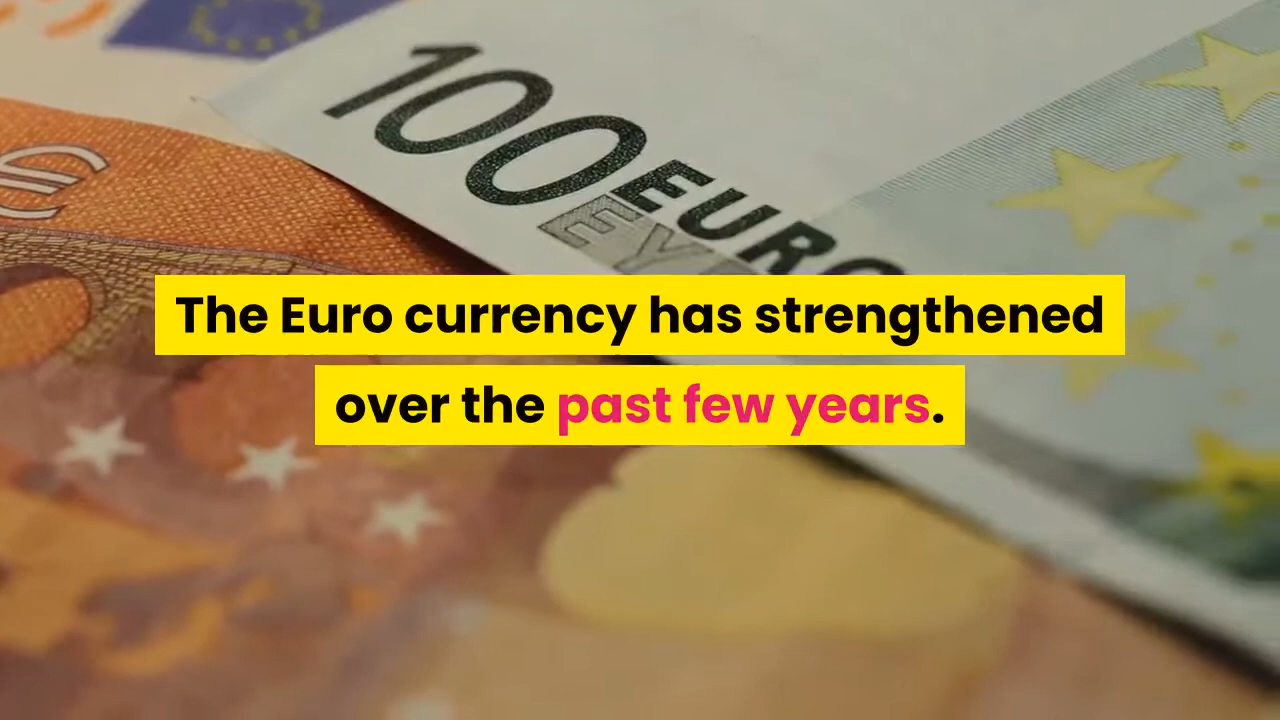 100 EURO
€
The Euro currency has strengthened
over the past few years.